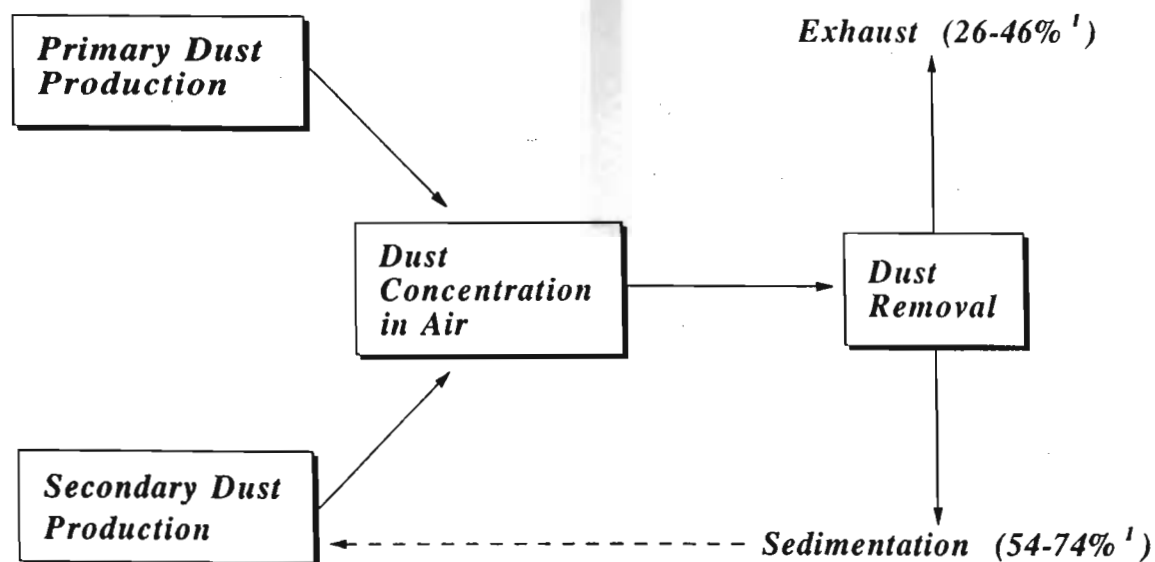 Primary Dust
Production
Exhaust (26-46% ¹)
Dust
Concentration
in Air
Dust
Removal
Secondary Dust
Production
Sedimentation (54-74% ¹)